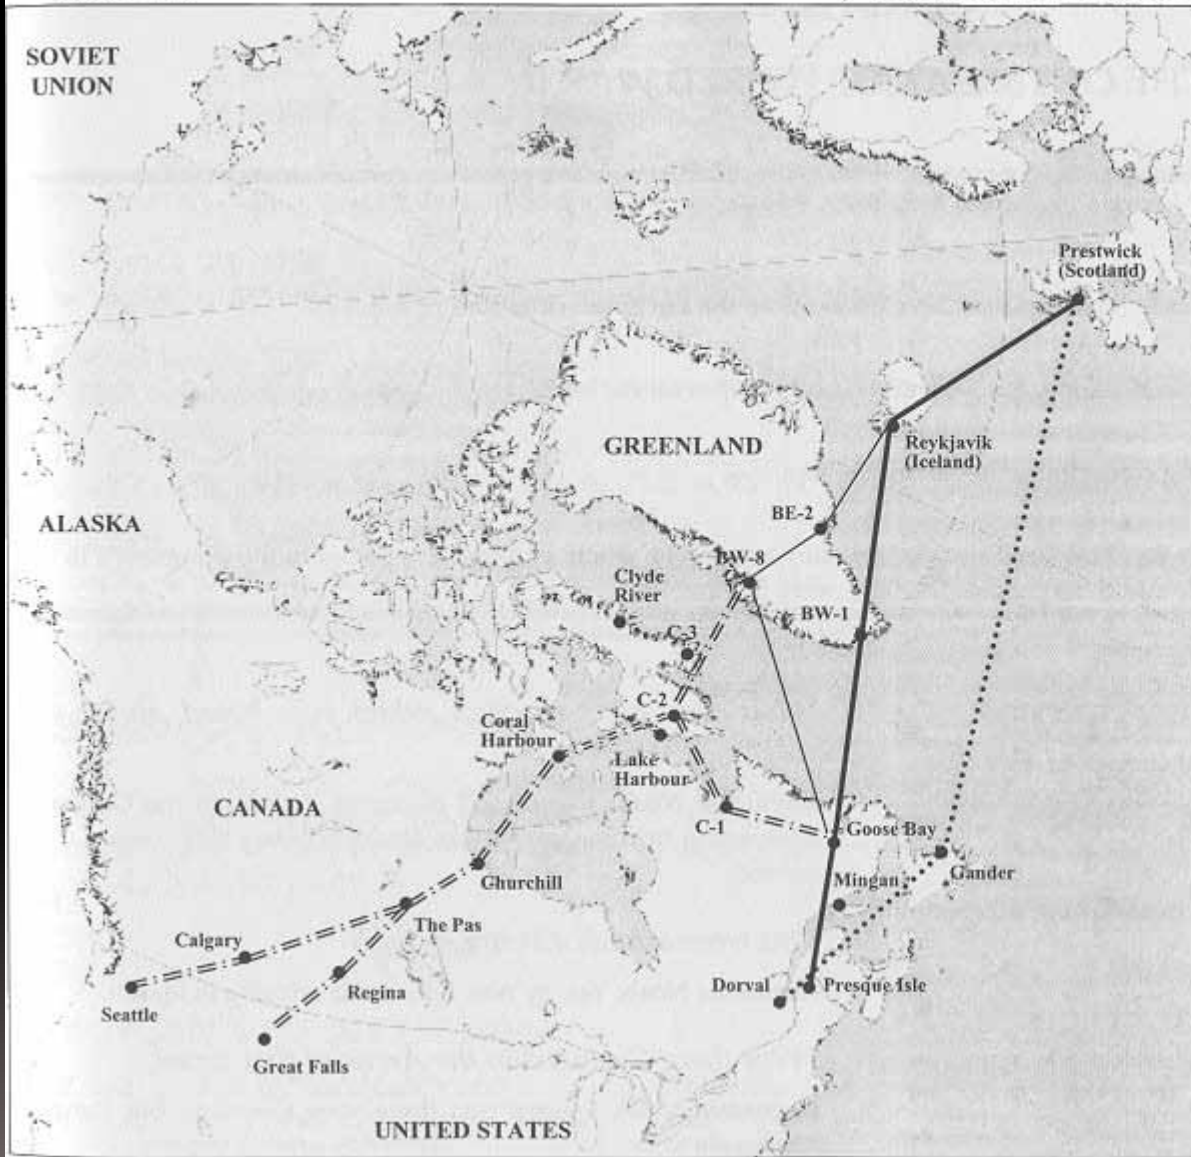 SOVIET
UNION
Prestwick
(Scotland)
GREENLAND
Reykjavik
(Iceland)
BE-2
ALASKA
BW-8
Clyde
River
BW-1
C-3
C-2
Coral
Harbour
Lake
Harbour
CANADA
C-1
Goose Bay
Mingan
Gander
Churchill
The Pas
Calgary
Regina
Dorval
Presque Isle
Seattle
Great Falls
UNITED STATES